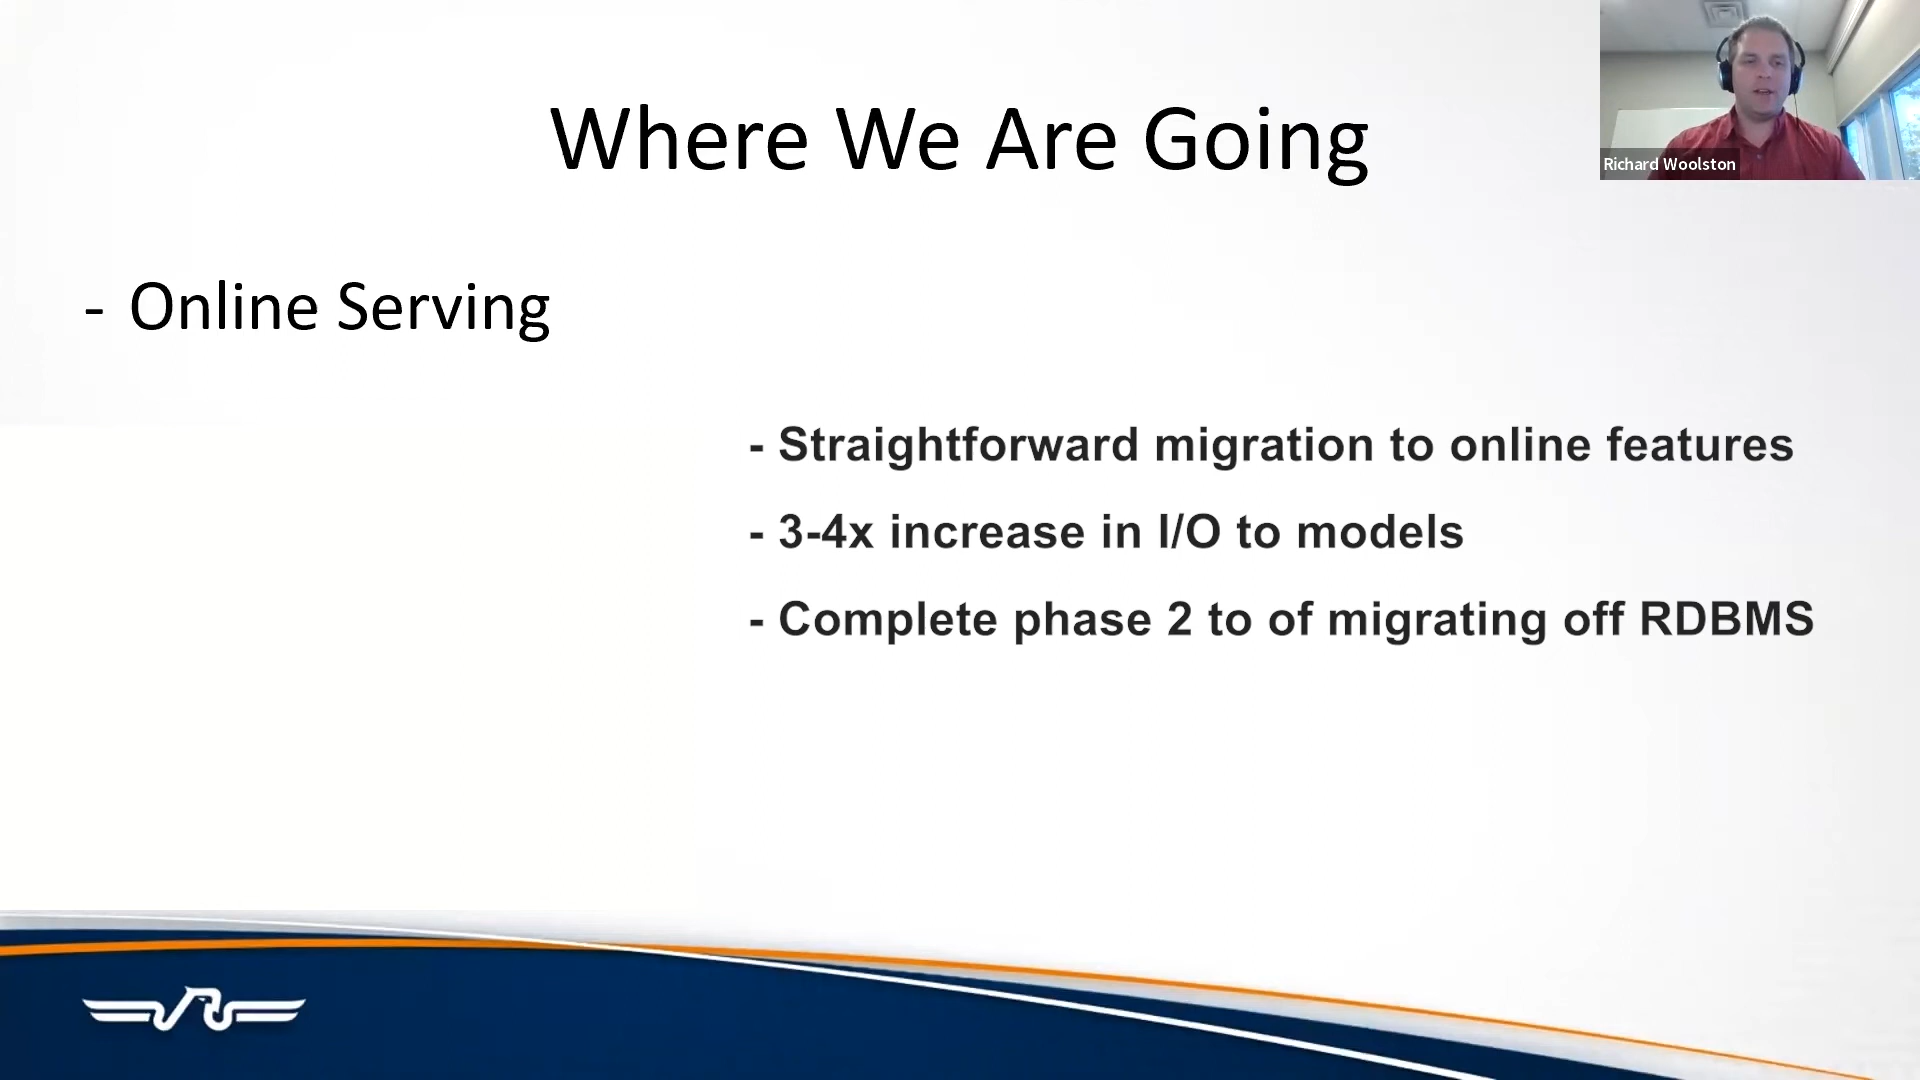 Where We Are Going
Richard Woolston
- Online Serving
- Straightforward migration to online features
- 3-4x increase in I/O to models
- Complete phase 2 to of migrating off RDBMS